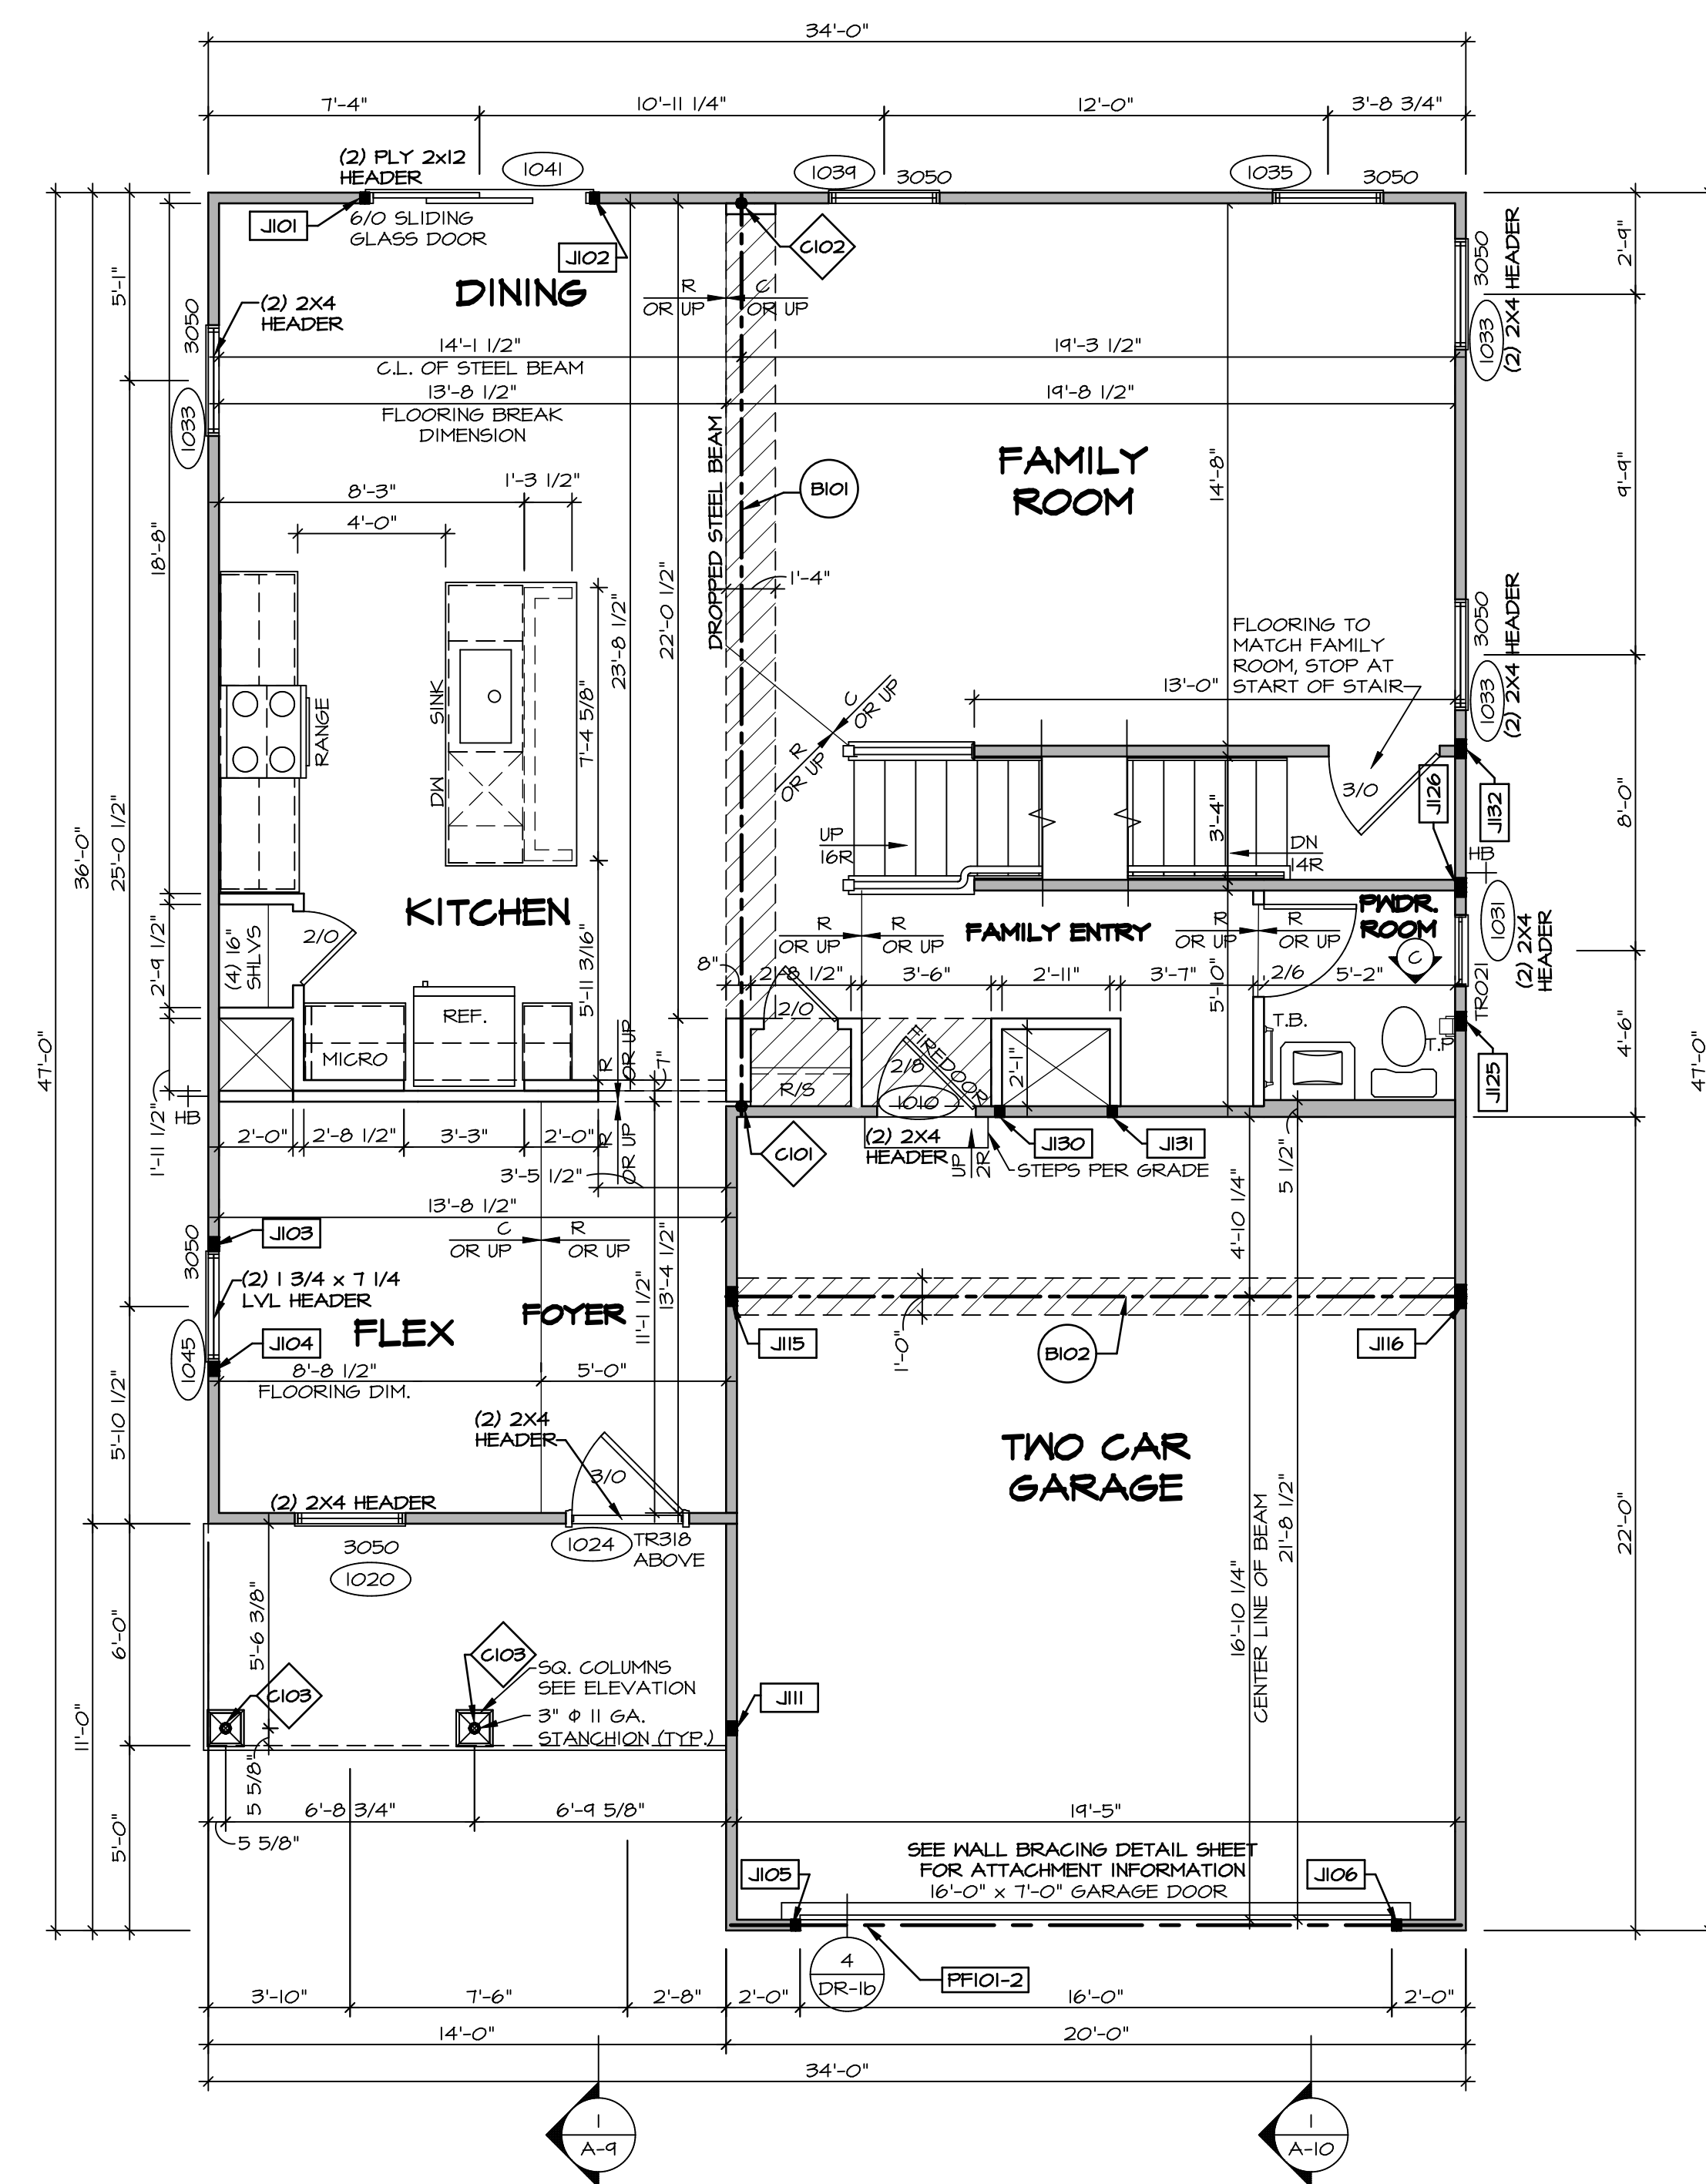 34'-0"
7'-4"
10'-11 1/4"
12'-0"
3'-8 3/4"
(2) PLY 2x12
HEADER
1041
1039
3050
1035
3050
J101
6/0 SLIDING
GLASS DOOR
J102
C102
DINING
R
OR UP
C
OR UP
5'-1"
3050
(2) 2X4
HEADER
1033
14'-1 1/2"
C.L. OF STEEL BEAM
19'-3 1/2"
13'-8 1/2"
FLOORING BREAK
DIMENSION
19'-8 1/2"
2'-9"
3050
1033
(2) 2X4 HEADER
DROPPED STEEL BEAM
B101
FAMILY
ROOM
14'-8"
9'-9"
8'-3"
1'-3 1/2"
4'-0"
18'-8"
23'-8 1/2"
22'-0 1/2"
1'-4"
36'-0"
25'-0 1/2"
47'-0"
RANGE
SINK
DW
7'-4 5/8"
FLOORING TO
MATCH FAMILY
ROOM, STOP AT
START OF STAIR
13'-0"
3050
1033
(2) 2X4 HEADER
C
OR UP
R
OR UP
3/0
J126
J132
8'-0"
UP
16R
3'-4"
DN
14R
HB
KITCHEN
2/0
(4) 16"
SHLVS
2'-9 1/2"
5'-11 3/16"
R
OR UP
R
OR UP
FAMILY ENTRY
R
OR UP
R
OR UP
PWDR.
ROOM
C
1031
(2) 2X4
HEADER
TR021
8"
2'-8 1/2"
3'-6"
2'-11"
3'-7"
5'-10"
2/6
5'-2"
2/0
REF.
MICRO
R
OR UP
7"
R/S
2/8
FIREDOOR
1010
2'-1"
T.B.
T.P.
J125
4'-6"
47'-0"
1'-11 1/2"
HB
2'-0"
2'-8 1/2"
3'-3"
2'-0"
R
OR UP
3'-5 1/2"
C101
(2) 2X4
HEADER
UP
2R
J130
J131
STEPS PER GRADE
5 1/2"
4'-10 1/4"
13'-8 1/2"
J103
C
OR UP
R
OR UP
3050
(2) 1 3/4 x 7 1/4
LVL HEADER
J104
1045
FLEX
FOYER
11'-1 1/2"
13'-4 1/2"
8'-8 1/2"
FLOORING DIM.
5'-0"
J115
1'-0"
B102
J116
5'-10 1/2"
(2) 2X4
HEADER
3/0
(2) 2X4 HEADER
3050
1020
1024
TR318
ABOVE
TWO CAR
GARAGE
16'-10 1/4"
CENTER LINE OF BEAM
21'-8 1/2"
22'-0"
6'-0"
5'-6 3/8"
C103
C103
SQ. COLUMNS
SEE ELEVATION
3" Φ 11 GA.
STANCHION (TYP.)
J111
11'-0"
5 5/8"
5'-0"
6'-8 3/4"
6'-9 5/8"
5 5/8"
19'-5"
SEE WALL BRACING DETAIL SHEET
FOR ATTACHMENT INFORMATION
16'-0" x 7'-0" GARAGE DOOR
J105
J106
4
DR-1b
PF101-2
3'-10"
7'-6"
2'-8"
2'-0"
16'-0"
2'-0"
14'-0"
20'-0"
34'-0"
1
A-9
1
A-10